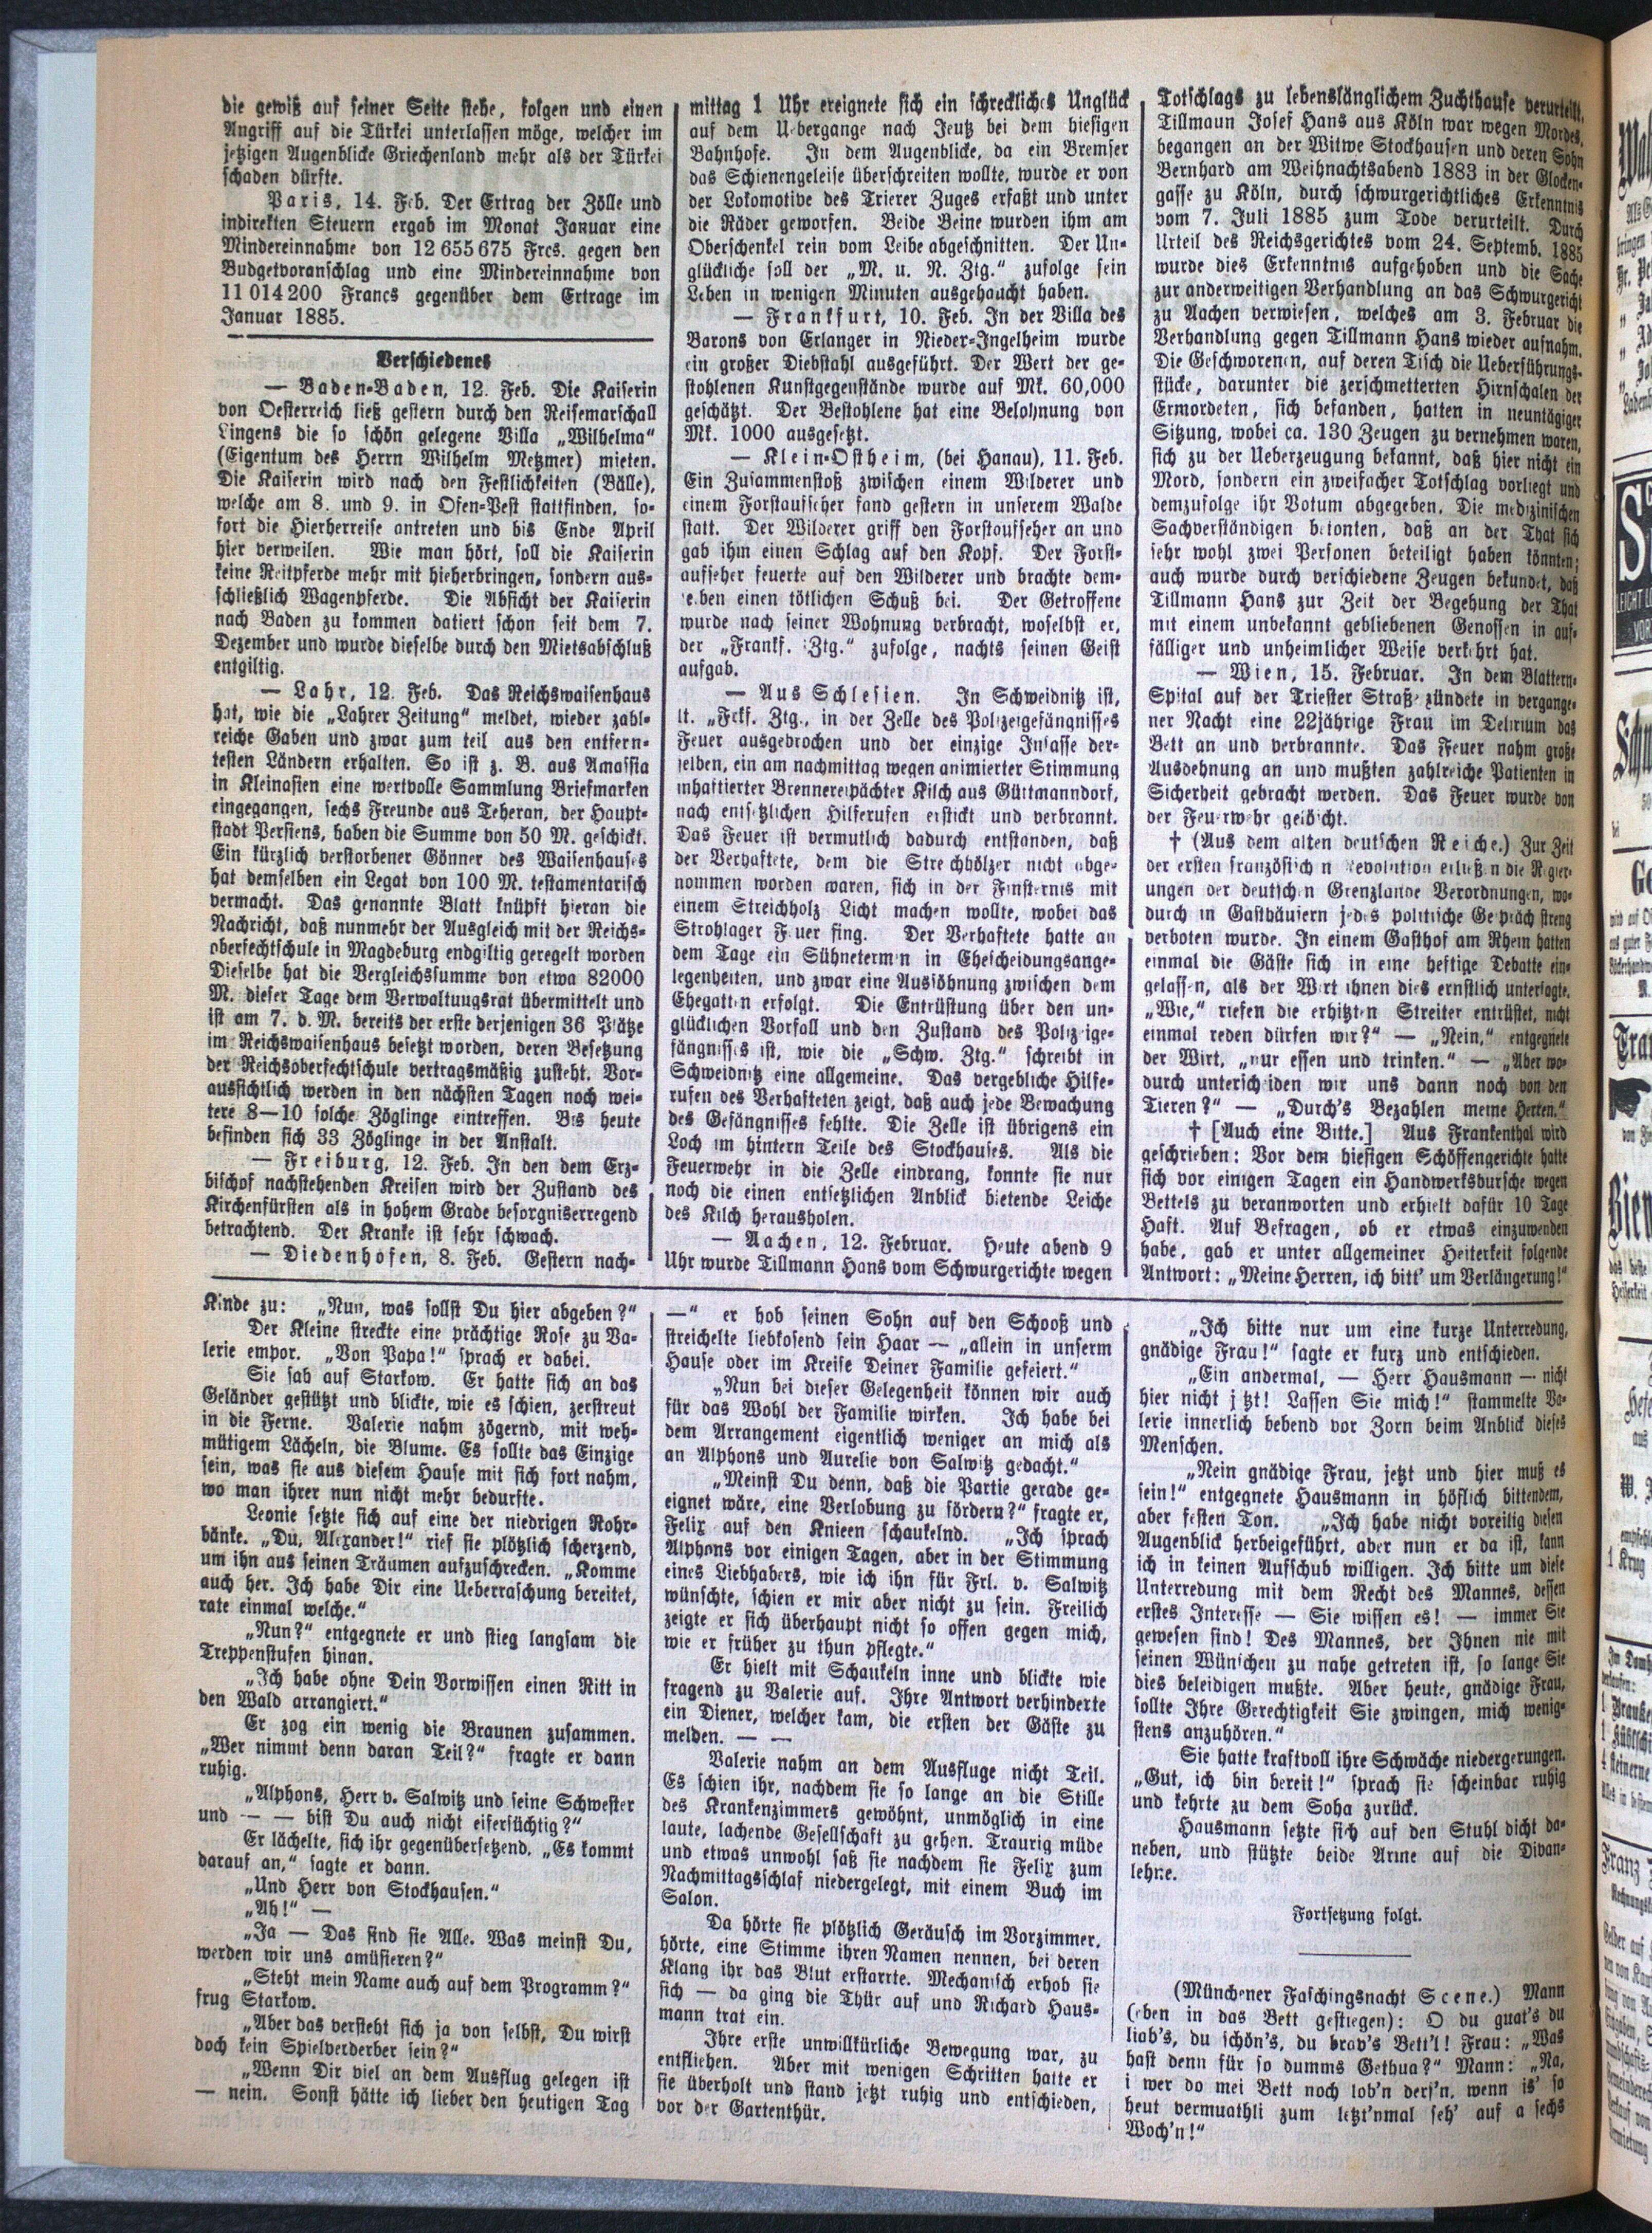 die gewiß auf seiner Seite stehe, folgen und einen
Angriff auf die Türkei unterlassen möge, welcher im
jetzigen Augenblicke Griechenland mehr als der Türkei
schaden dürfte.
Paris, 14. Feb. Der Ertrag der Zölle und
indirekten Steuern ergab im Monat Januar eine
Mindereinnahme von 12 655 675 Frcs. gegen den
Budgetvoranschlag und eine Mindereinnahme von
11 014 200 Francs gegenüber dem Ertrage im
Januar 1885.
Verschiedenes
— Baden-Baden, 12. Feb. Die Kaiserin
von Oesterreich ließ gestern durch den Reisemarschall
Lingens die so schön gelegene Villa „Wilhelma“
(Eigentum des Herrn Wilhelm Metzmer) mieten.
Die Kaiserin wird nach den Festlichkeiten (Bälle),
welche am 8. und 9. in Ofen-Pest stattfinden, so-
fort die Hierherreise antreten und bis Ende April
hier verweilen. Wie man hört, soll die Kaiserin
keine Reitpferde mehr mit hieherbringen, sondern aus-
schließlich Wagenpferde. Die Absicht der Kaiserin
nach Baden zu kommen datiert schon seit dem 7.
Dezember und wurde dieselbe durch den Mietsabschluß
entgiltig.
— Lahr, 12. Feb. Das Reichswaisenhaus
hat, wie die „Lahrer Zeitung“ meldet, wieder zahl-
reiche Gaben und zwar zum teil aus den entfern-
testen Ländern erhalten. So ist z. B. aus Amassia
in Kleinasien eine wertvolle Sammlung Briefmarken
eingegangen, sechs Freunde aus Teheran, der Haupt-
stadt Persiens, haben die Summe von 50 M. geschickt.
Ein kürzlich verstorbener Gönner des Waisenhauses
hat demselben ein Legat von 100 M. testamentarisch
vermacht. Das genannte Blatt knüpft hieran die
Nachricht, daß nunmehr der Ausgleich mit der Reichs-
oberfechtschule in Magdeburg endgiltig geregelt worden
Dieselbe hat die Vergleichssumme von etwa 82000
M. dieser Tage dem Verwaltungsrat übermittelt und
ist am 7. d. M. bereits der erste derjenigen 36 Plätze
im Reichswaisenhaus besetzt worden, deren Besetzung
der Reichsoberfechtschule vertragsmäßig zusteht. Vor-
aussichtlich werden in den nächsten Tagen noch wei-
tere 8—10 solche Zöglinge eintreffen. Bis heute
befinden sich 33 Zöglinge in der Anstalt.
— Freiburg, 12. Feb. In den dem Erz-
bischof nachstehenden Kreisen wird der Zustand des
Kirchenfürsten als in hohem Grade besorgniserregend
betrachtend. Der Kranke ist sehr schwach.
— Diedenhofen, 8. Feb. Gestern nach-
mittag 1 Uhr ereignete sich ein schreckliches Unglück
auf dem Uebergange nach Jeutz bei dem hiesigen
Bahnhofe. In dem Augenblicke, da ein Bremser
das Schienengeleise überschreiten wollte, wurde er von
der Lokomotive des Trierer Zuges erfaßt und unter
die Räder geworfen. Beide Beine wurden ihm am
Oberschenkel rein vom Leibe abgeschnitten. Der Un-
glückliche soll der „M. u. N. Ztg.“ zufolge sein
Leben in wenigen Minuten ausgehaucht haben.
— Frankfurt, 10. Feb. In der Villa des
Barons von Erlanger in Nieder-Ingelheim wurde
ein großer Diebstahl ausgeführt. Der Wert der ge-
stohlenen Kunstgegenstände wurde auf Mk. 60,000
geschätzt. Der Bestohlene hat eine Belohnung von
Mk. 1000 ausgesetzt.
— Klein-Ostheim, (bei Hanau), 11. Feb.
Ein Zusammenstoß zwischen einem Wilderer und
einem Forstaufseher fand gestern in unserem Walde
statt. Der Wilderer griff den Forstaufseher an und
gab ihm einen Schlag auf den Kopf. Der Forst-
aufseher feuerte auf den Wilderer und brachte dem-
selben einen tötlichen Schuß bei. Der Getroffene
wurde nach seiner Wohnung verbracht, woselbst er,
der „Frankf. Ztg.“ zufolge, nachts seinen Geist
aufgab.
— Aus Schlesien. In Schweidnitz ist,
lt. „Fckf. Ztg., in der Zelle des Polizeigefängnisses
Feuer ausgebrochen und der einzige Insasse der-
selben, ein am nachmittag wegen animierter Stimmung
inhaftierter Brennereipächter Kilch aus Güttmanndorf,
nach entsetzlichen Hilferufen erstickt und verbrannt.
Das Feuer ist vermutlich dadurch entstanden, daß
der Verhaftete, dem die Streichhölzer nicht abge-
nommen worden waren, sich in der Finsternis mit
einem Streichholz Licht machen wollte, wobei das
Strohlager Feuer fing. Der Verhaftete hatte an
dem Tage ein Sühnetermin in Ehescheidungsange-
legenheiten, und zwar eine Aussöhnung zwischen dem
Ehegatten erfolgt. Die Entrüstung über den un-
glücklichen Vorfall und den Zustand des Polizeige-
fängnisses ist, wie die „Schw. Ztg.“ schreibt in
Schweidnitz eine allgemeine. Das vergebliche Hilfe-
rufen des Verhafteten zeigt, daß auch jede Bewachung
des Gefängnisses fehlte. Die Zelle ist übrigens ein
Loch im hintern Teile des Stockhauses. Als die
Feuerwehr in die Zelle eindrang, konnte sie nur
noch die einen entsetzlichen Anblick bietende Leiche
des Kilch herausholen.
— Aachen, 12. Februar. Heute abend 9
Uhr wurde Tillmann Hans vom Schwurgerichte wegen
Totschlags zu lebenslänglichem Zuchthause verurteilt.
Tillmann Josef Hans aus Köln war wegen Mordes,
begangen an der Witwe Stockhausen und deren Sohn
Bernhard am Weihnachtsabend 1883 in der Glocken-
gasse zu Köln, durch schwurgerichtliches Erkenntnis
vom 7. Juli 1885 zum Tode verurteilt. Durch
Urteil des Reichsgerichtes vom 24. Septemb. 1885
wurde dies Erkenntnis aufgehoben und die Sache
zur anderweitigen Verhandlung an das Schwurgericht
zu Aachen verwiesen, welches am 3. Februar die
Verhandlung gegen Tillmann Hans wieder aufnahm.
Die Geschworenen, auf deren Tisch die Ueberführungs-
stücke, darunter die zerschmetterten Hirnschalen der
Ermordeten, sich befanden, hatten in neuntägiger
Sitzung, wobei ca. 130 Zeugen zu vernehmen waren,
sich zu der Ueberzeugung bekannt, daß hier nicht ein
Mord, sondern ein zweifacher Totschlag vorliegt und
demzufolge ihr Votum abgegeben. Die medizinischen
Sachverständigen betonten, daß an der That sich
sehr wohl zwei Personen beteiligt haben könnten;
auch wurde durch verschiedene Zeugen bekundet, daß
Tillmann Hans zur Zeit der Begehung der That
mit einem unbekannt gebliebenen Genossen in auf-
fälliger und unheimlicher Weise verkehrt hat.
— Wien, 15. Februar. In dem Blattern-
Spital auf der Triester Straße zündete in vergange-
ner Nacht eine 22jährige Frau im Delirium das
Bett an und verbrannte. Das Feuer nahm große
Ausdehnung an und mußten zahlreiche Patienten in
Sicherheit gebracht werden. Das Feuer wurde von
der Feuerwehr gelöscht.
† (Aus dem alten deutschen Reiche.) Zur Zeit
der ersten französischen Revolution erließen die Regier-
ungen der deutschen Grenzlande Verordnungen, wo-
durch in Gasthäusern jedes politische Gespräch streng
verboten wurde. In einem Gasthof am Rhein hatten
einmal die Gäste sich in eine heftige Debatte ein-
gelassen, als der Wirt ihnen dies ernstlich untersagte.
„Wie,“ riefen die erhitzten Streiter entrüstet, nicht
einmal reden dürfen wir?“ — „Nein,“ entgegnete
der Wirt, „nur essen und trinken.“ — „Aber wo-
durch unterscheiden wir uns dann noch von den
Tieren?“ — „Durch's Bezahlen meine Herren.“
† [Auch eine Bitte.] Aus Frankenthal wird
geschrieben: Vor dem hiesigen Schöffengerichte hatte
sich vor einigen Tagen ein Handwerksbursche wegen
Bettels zu veranworten und erhielt dafür 10 Tage
Haft. Auf Befragen, ob er etwas einzuwenden
habe, gab er unter allgemeiner Heiterkeit folgende
Antwort: „Meine Herren, ich bitt' um Verlängerung!“
Kinde zu: „Nun, was sollst Du hier abgeben?“
Der Kleine streckte eine prächtige Rose zu Va-
lerie empor. „Von Papa!“ sprach er dabei.
Sie sah auf Starkow. Er hatte sich an das
Geländer gestützt und blickte, wie es schien, zerstreut
in die Ferne. Valerie nahm zögernd, mit weh-
mütigem Lächeln, die Blume. Es sollte das Einzige
sein, was sie aus diesem Hause mit sich fort nahm,
wo man ihrer nun nicht mehr bedurfte.
Leonie setzte sich auf eine der niedrigen Rohr-
bänke. „Du, Alexander!“ rief sie plötzlich scherzend,
um ihn aus seinen Träumen aufzuschrecken. „Komme
auch her. Ich habe Dir eine Ueberraschung bereitet,
rate einmal welche.“
„Nun?“ entgegnete er und stieg langsam die
Treppenstufen hinan.
„Ich habe ohne Dein Vorwissen einen Ritt in
den Wald arrangiert.“
Er zog ein wenig die Braunen zusammen.
„Wer nimmt denn daran Teil?“ fragte er dann
ruhig.
„Alphons, Herr v. Salwitz und seine Schwester
und — — bist Du auch nicht eifersüchtig?“
Er lächelte, sich ihr gegenübersetzend. „Es kommt
darauf an,“ sagte er dann.
„Und Herr von Stockhausen.“
„Ah!“ —
„Ja — Das sind sie Alle. Was meinst Du,
werden wir uns amüsieren?“
„Steht mein Name auch auf dem Programm?“
frug Starkow.
„Aber das versteht sich ja von selbst, Du wirst
doch kein Spielverderber sein?“
„Wenn Dir viel an dem Ausflug gelegen ist
— nein. Sonst hätte ich lieber den heutigen Tag
—“ er hob seinen Sohn auf den Schooß und
streichelte liebkosend sein Haar — „allein in unserm
Hause oder im Kreise Deiner Familie gefeiert.“
„Nun bei dieser Gelegenheit können wir auch
für das Wohl der Familie wirken. Ich habe bei
dem Arrangement eigentlich weniger an mich als
an Alphons und Aurelie von Salwitz gedacht.“
„Meinst Du denn, daß die Partie gerade ge-
eignet wäre, eine Verlobung zu fördern?“ fragte er,
Felix auf den Knieen schaukelnd. „Ich sprach
Alphons vor einigen Tagen, aber in der Stimmung
eines Liebhabers, wie ich ihn für Frl. v. Salwitz
wünschte, schien er mir aber nicht zu sein. Freilich
zeigte er sich überhaupt nicht so offen gegen mich,
wie er früher zu thun pflegte.“
Er hielt mit Schaukeln inne und blickte wie
fragend zu Valerie auf. Ihre Antwort verhinderte
ein Diener, welcher kam, die ersten der Gäste zu
melden. — —
Valerie nahm an dem Ausfluge nicht Teil.
Es schien ihr, nachdem sie so lange an die Stille
des Krankenzimmers gewöhnt, unmöglich in eine
laute, lachende Gesellschaft zu gehen. Traurig müde
und etwas unwohl saß sie nachdem sie Felix zum
Nachmittagsschlaf niedergelegt, mit einem Buch im
Salon.
Da hörte sie plötzlich Geräusch im Vorzimmer,
hörte, eine Stimme ihren Namen nennen, bei deren
Klang ihr das Blut erstarrte. Mechanisch erhob sie
sich — da ging die Thür auf und Richard Haus-
mann trat ein.
Ihre erste unwillkürliche Bewegung war, zu
entfliehen. Aber mit wenigen Schritten hatte er
sie überholt und stand jetzt ruhig und entschieden,
vor der Gartenthür.
„Ich bitte nur um eine kurze Unterredung,
gnädige Frau!“ sagte er kurz und entschieden.
„Ein andermal, — Herr Hausmann — nicht
hier nicht jetzt! Lassen Sie mich!“ stammelte Va-
lerie innerlich bebend vor Zorn beim Anblick dieses
Menschen.
„Nein gnädige Frau, jetzt und hier muß es
sein!“ entgegnete Hausmann in höflich bittendem,
aber festen Ton. „Ich habe nicht voreilig diesen
Augenblick herbeigeführt, aber nun er da ist, kann
ich in keinen Aufschub willigen. Ich bitte um diese
Unterredung mit dem Recht des Mannes, dessen
erstes Interesse — Sie wissen es! — immer Sie
gewesen sind! Des Mannes, der Ihnen nie mit
seinen Wünschen zu nahe getreten ist, so lange Sie
dies beleidigen mußte. Aber heute, gnädige Frau,
sollte Ihre Gerechtigkeit Sie zwingen, mich wenig-
stens anzuhören.“
Sie hatte kraftvoll ihre Schwäche niedergerungen.
„Gut, ich bin bereit!“ sprach sie scheinbar ruhig
und kehrte zu dem Sopha zurück.
Hausmann setzte sich auf den Stuhl dicht da-
neben, und stützte beide Arme auf die Divan-
lehne.
Fortsetzung folgt.
(Münchener Faschingsnacht Scene.) Mann
(eben in das Bett gestiegen): O du guat's du
liab's, du schön's, du brav's Bett'l! Frau: „Was
hast denn für so dumms Gethua?“ Mann: „Na,
i wer do mei Bett noch lob'n derf'n, wenn is' so
heut vermuathli zum letzt'nmal seh' auf a sechs
Woch'n!“